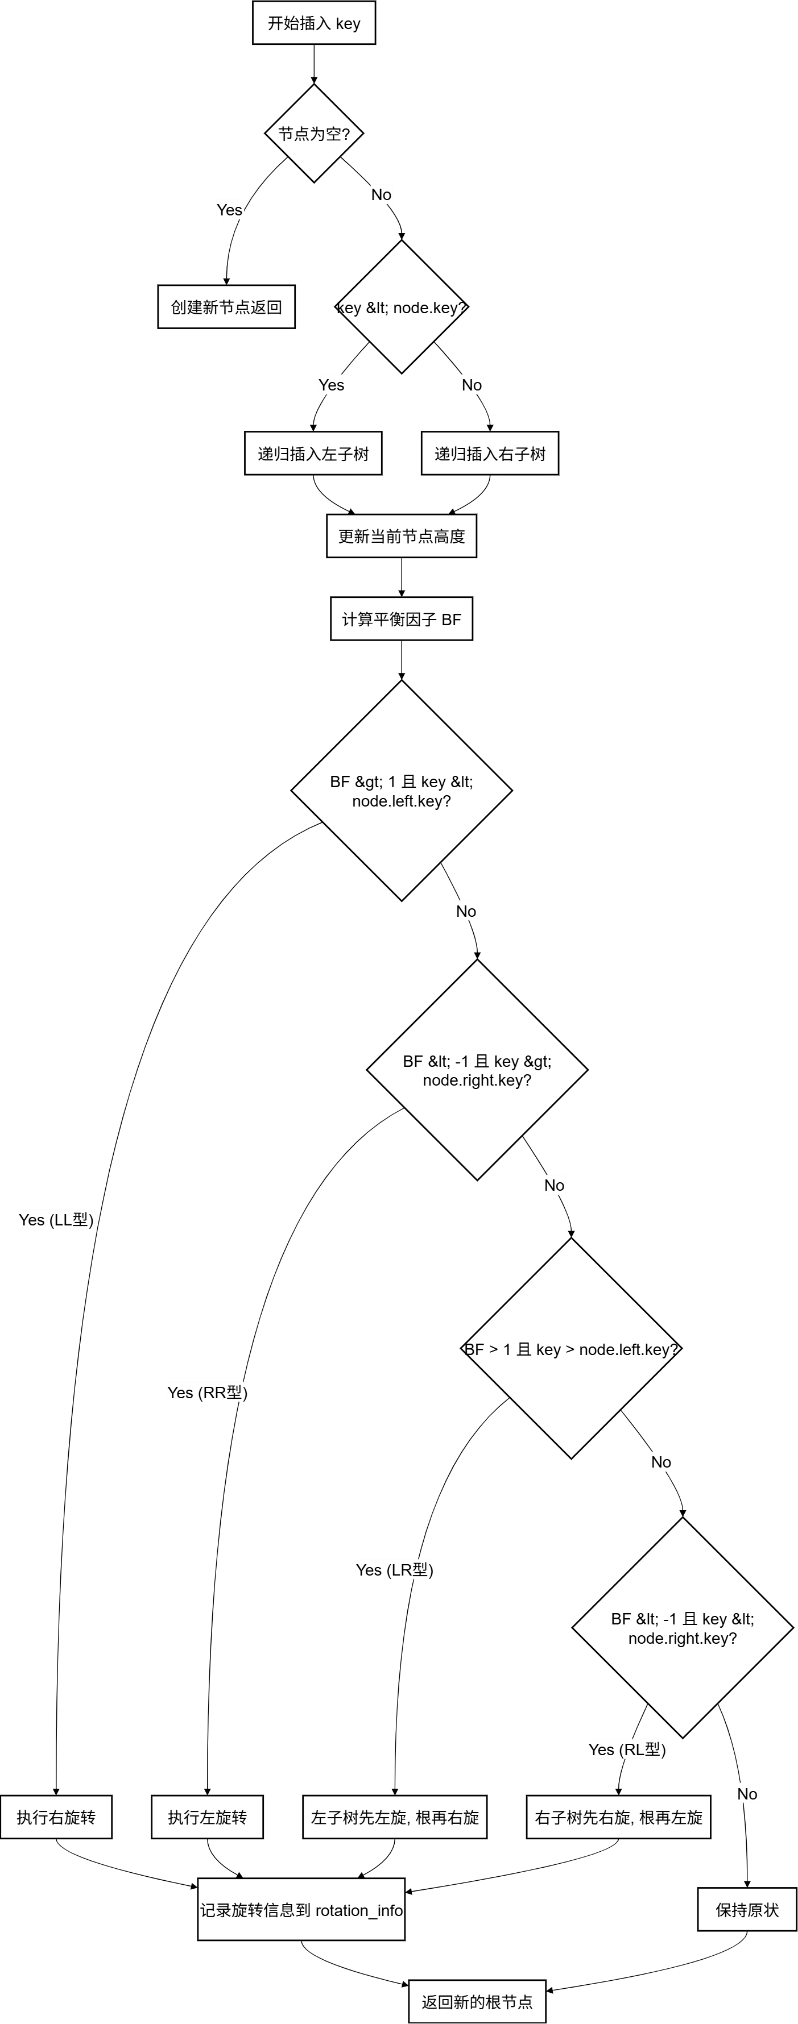 开始插入 key
节点为空?
Yes
No
创建新节点返回
key &lt; node.key?
Yes
No
递归插入左子树
递归插入右子树
更新当前节点高度
计算平衡因子 BF
BF &gt; 1 且 key &lt;
node.left.key?
No
BF &lt; -1 且 key &gt;
node.right.key?
No
Yes (LL型)
BF > 1 且 key > node.left.key?
Yes (RR型)
No
Yes (LR型)
BF &lt; -1 且 key &lt;
node.right.key?
Yes (RL型)
No
执行右旋转
执行左旋转
左子树先左旋, 根再右旋
右子树先右旋, 根再左旋
记录旋转信息到 rotation_info
保持原状
返回新的根节点